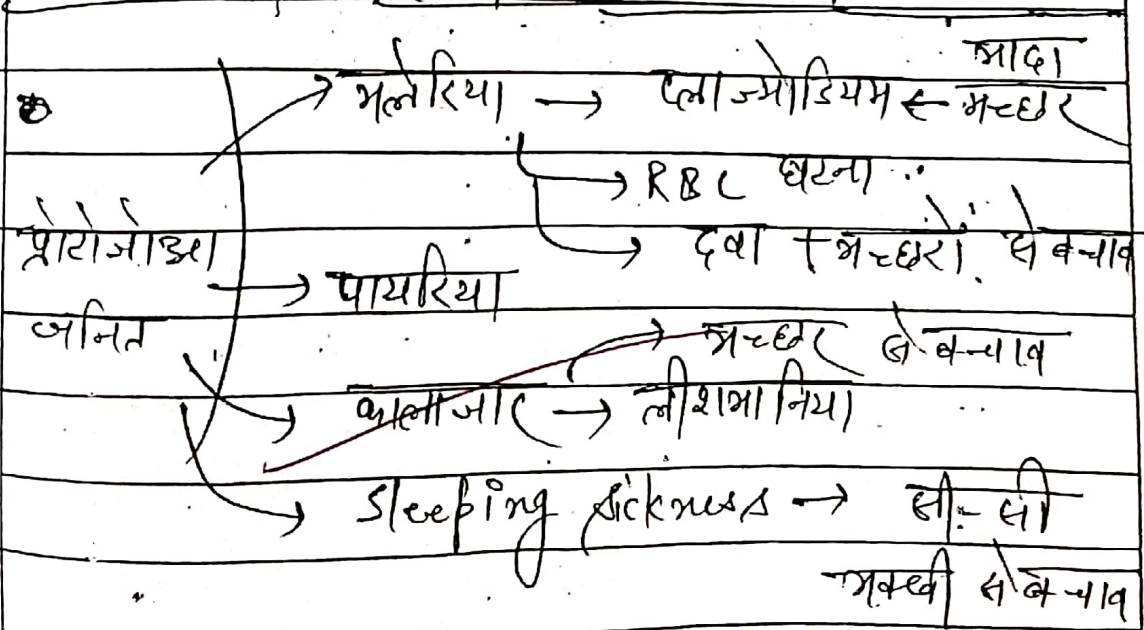 मादा
मलेरिया → प्लाज्मोडियम ← मच्छर
→ RBC घटना
→ दवा + मच्छरों से बचाव
प्रोटोजोआ
→ पायरिया
जनित
→ मच्छर से बचाव
→ कालाजार → लीशमानिया
→ Sleeping sickness → सी-सी
मक्खी से बचाव